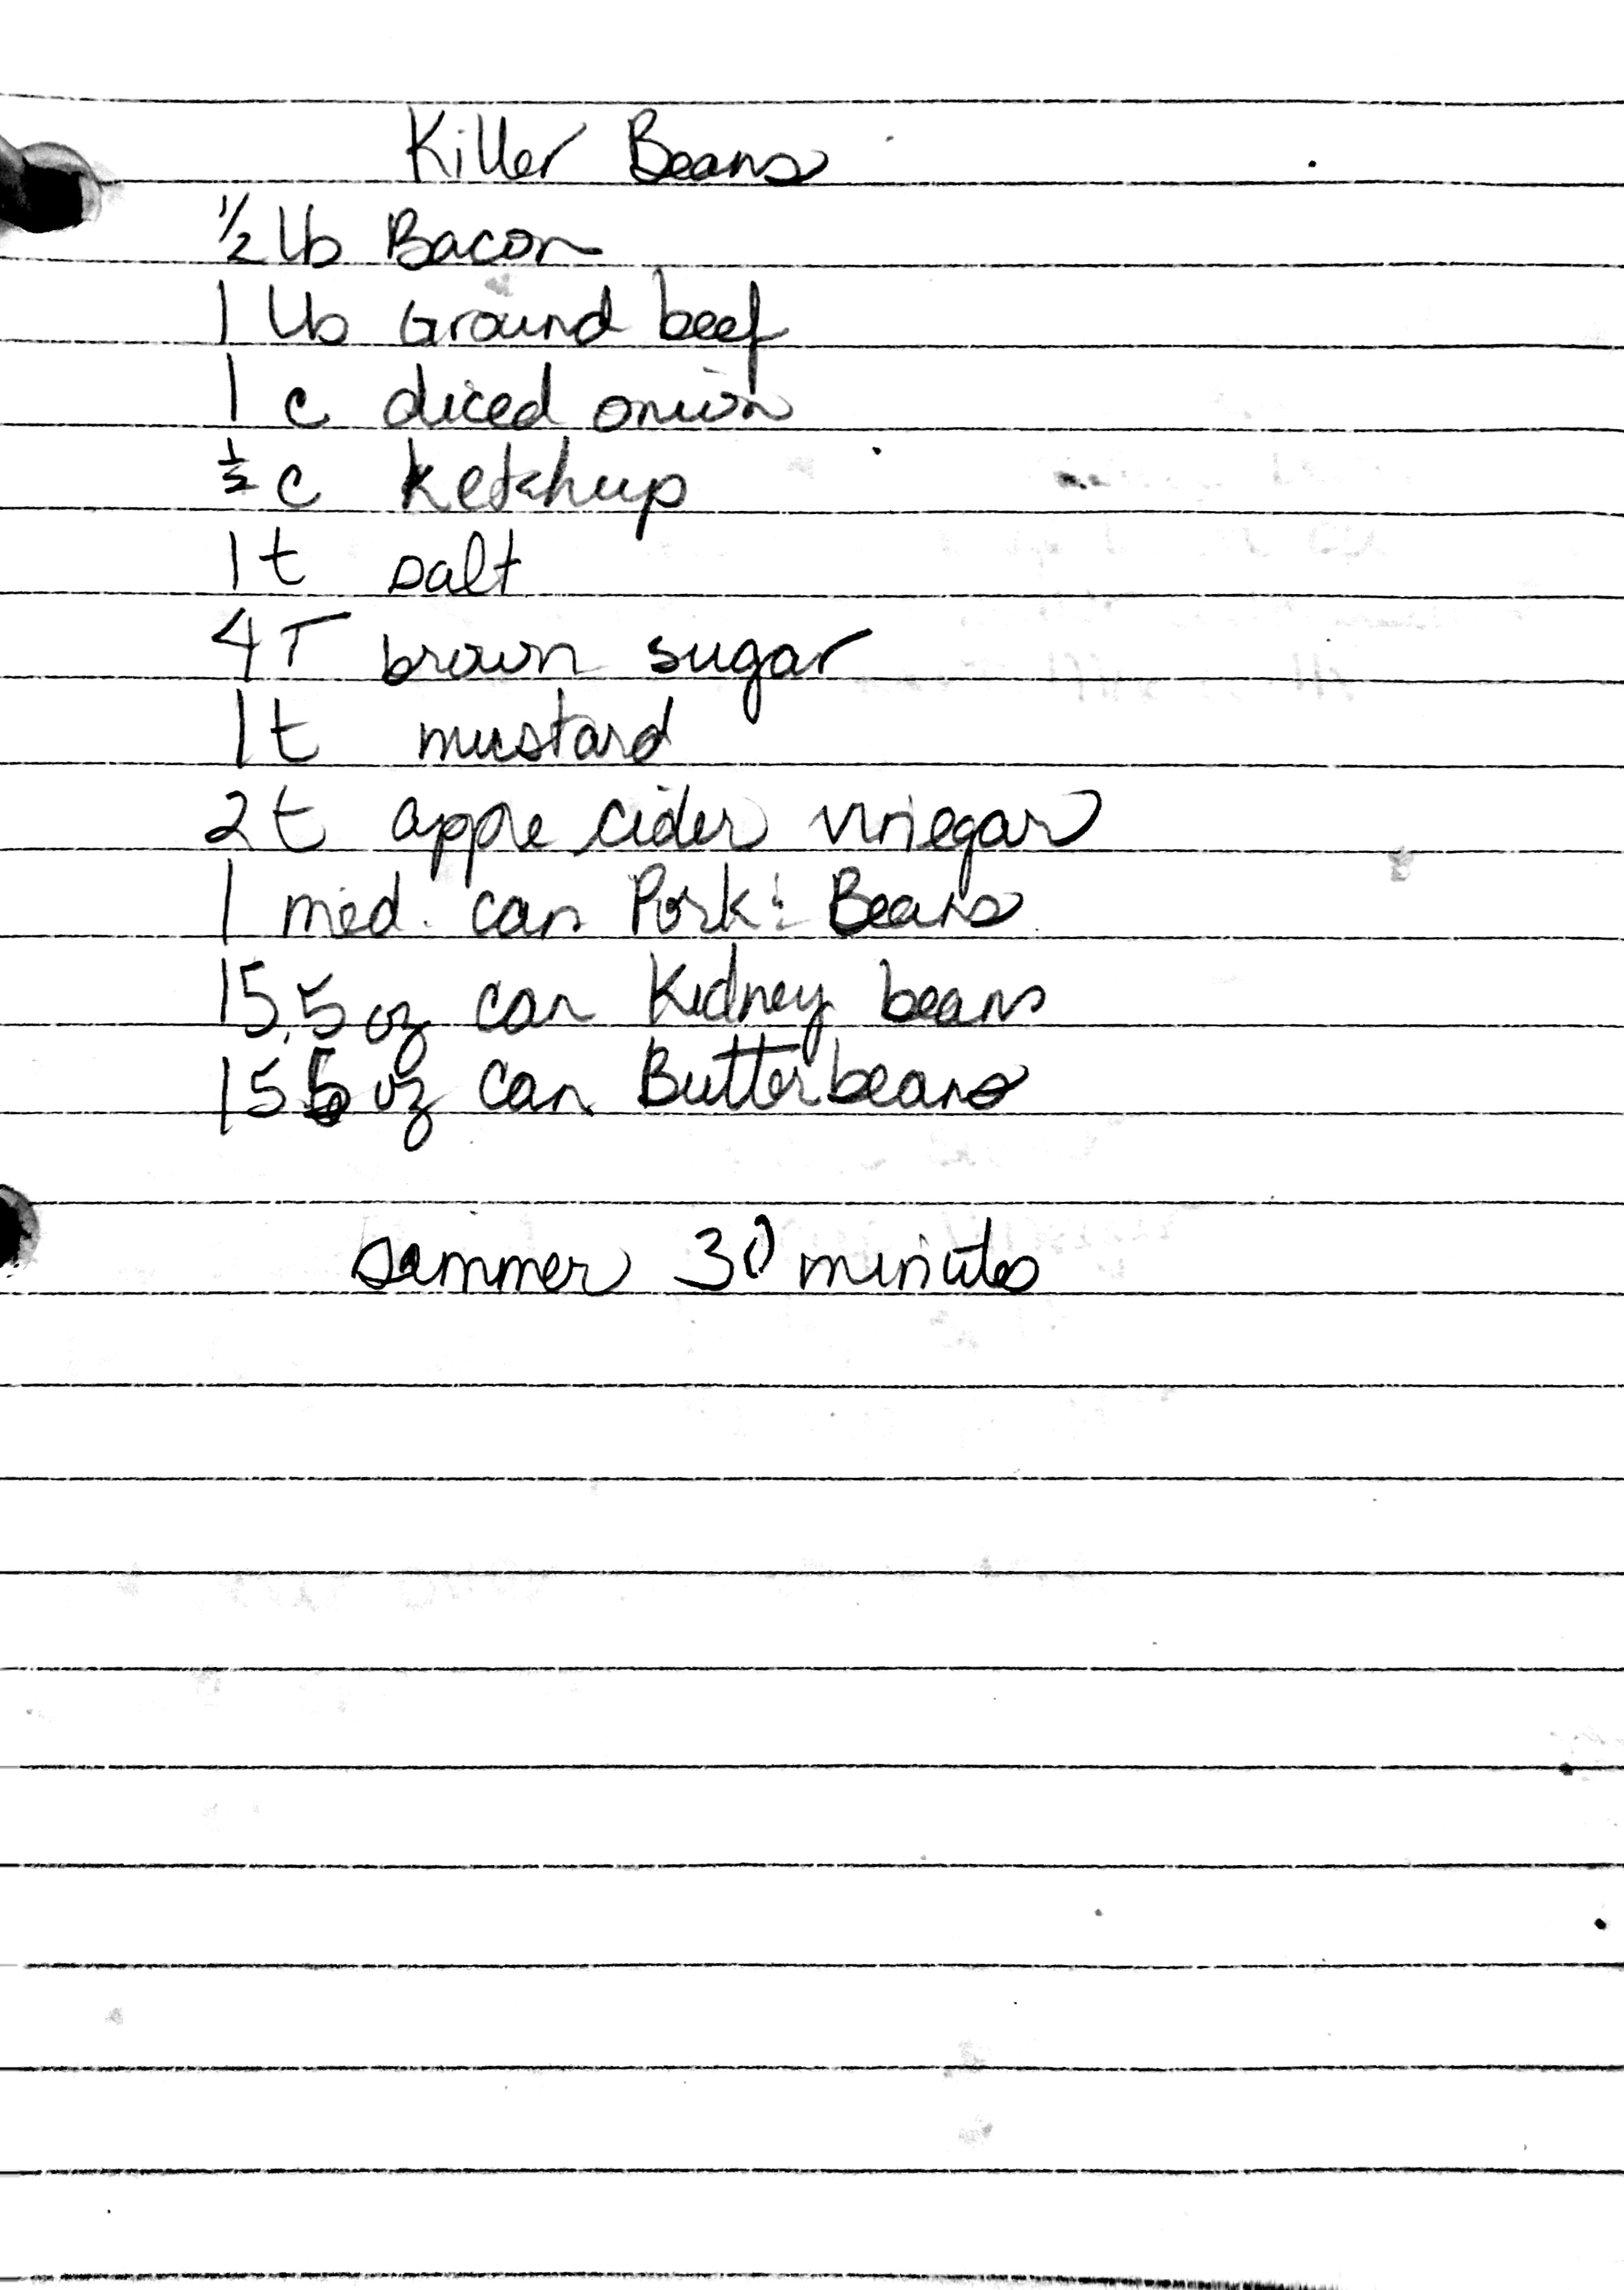 Killer Beans
1/2 lb Bacon
1 lb Ground beef
1 c diced onion
1/2 c Ketchup
1 t salt
4 T brown sugar
1 t mustard
2 t apple cider vinegar
1 med. can Pork & Beans
15.5 oz can Kidney beans
15 5 oz can Butter beans
simmer 30 minutes